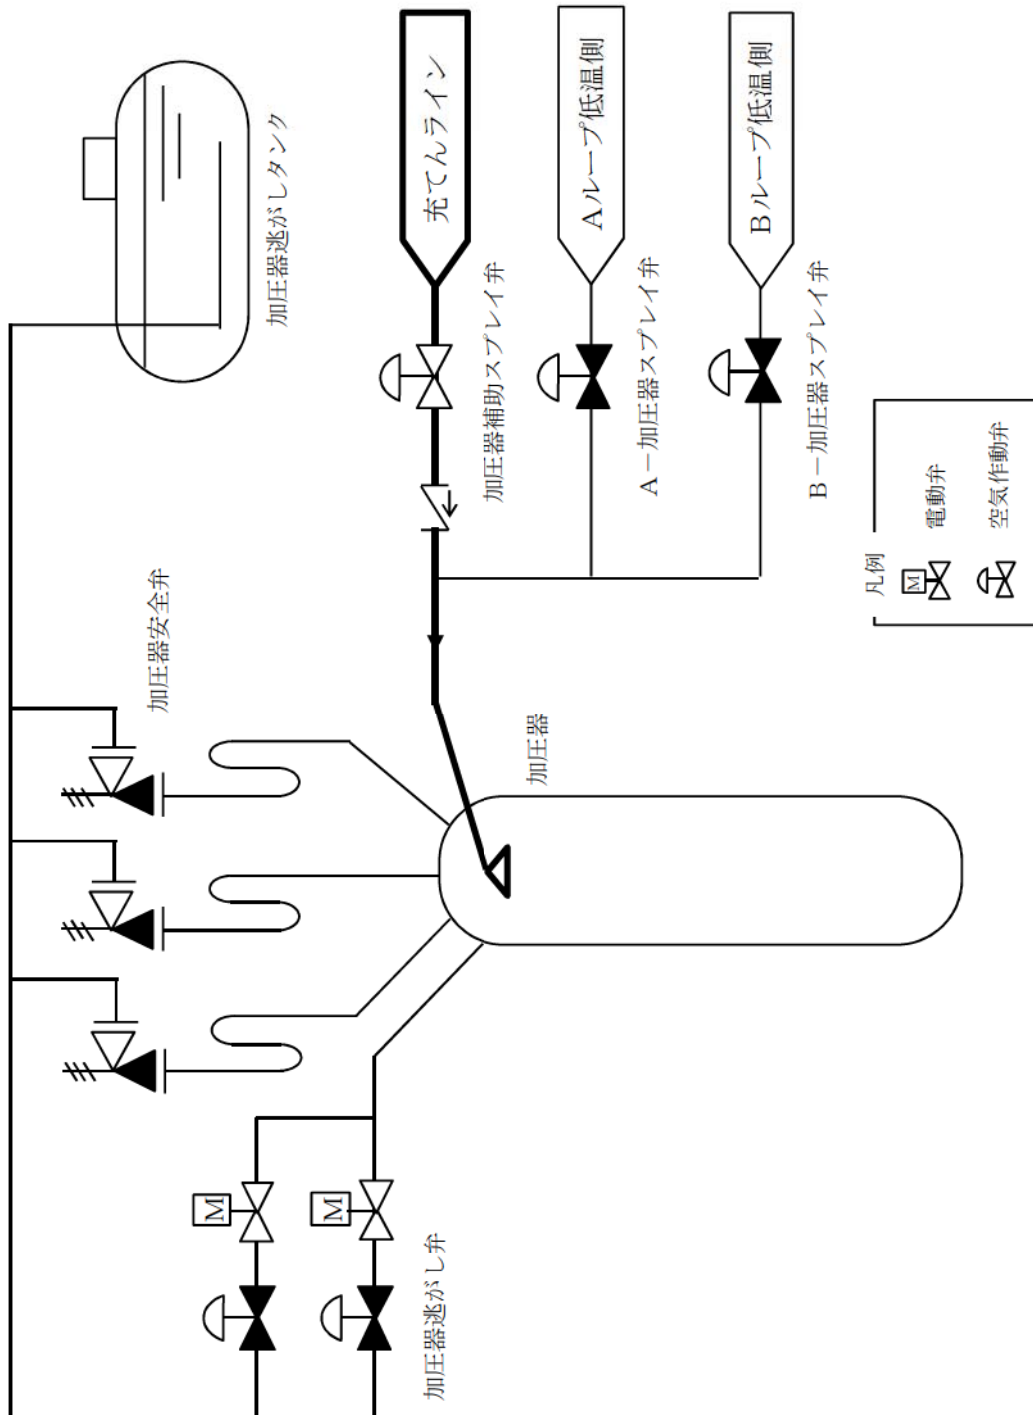 加圧器逃がしタンク
充てんライン
Aループ低温側
Bループ低温側
加圧器補助スプレイ弁
A－加圧器スプレイ弁
B－加圧器スプレイ弁
加圧器安全弁
加圧器
加圧器逃がし弁
M
M
凡例
M
電動弁
空気作動弁